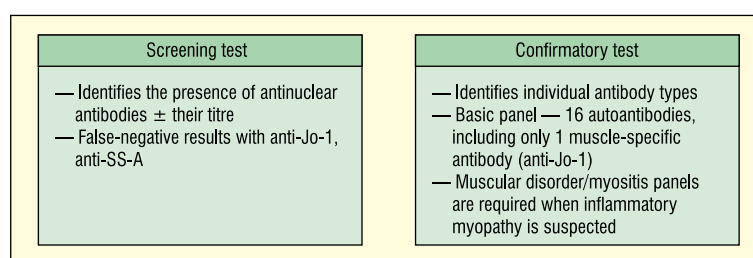 Screening test
— Identifies the presence of antinuclear
antibodies ± their titre
— False-negative results with anti-Jo-1,
anti-SS-A
Confirmatory test
— Identifies individual antibody types
— Basic panel — 16 autoantibodies,
including only 1 muscle-specific
antibody (anti-Jo-1)
— Muscular disorder/myositis panels
are required when inflammatory
myopathy is suspected